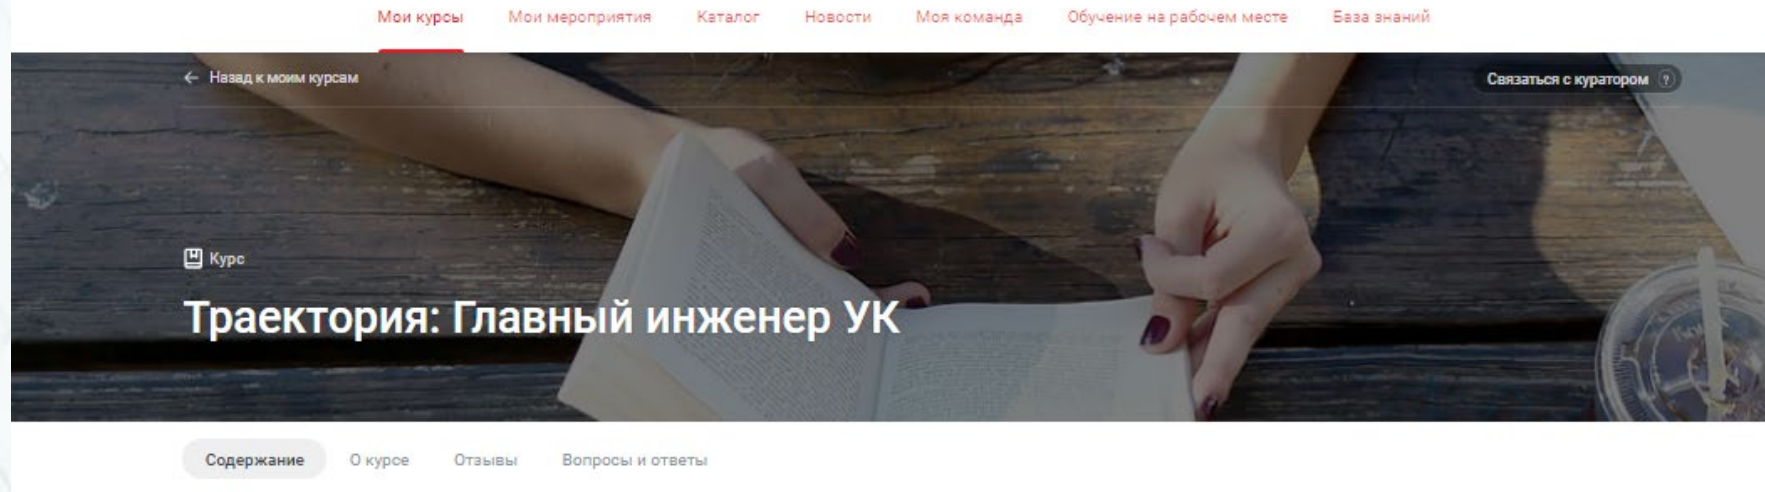 Мои курсы Мои мероприятия Каталог Новости Моя команда Обучение на рабочем месте База знаний
← Назад к моим курсам Связаться с куратором ?
Курс
Траектория: Главный инженер УК
Содержание О курсе Отзывы Вопросы и ответы